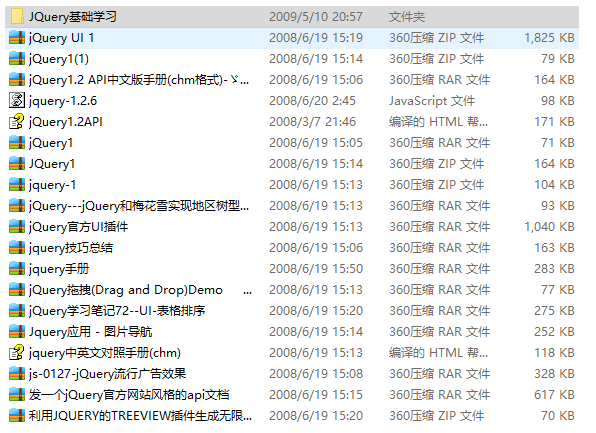 JQuery基础学习 2009/5/10 20:57 文件夹
jQuery UI 1 2008/6/19 15:19 360压缩 ZIP 文件 1,825 KB
jQuery1(1) 2008/6/19 15:05 360压缩 ZIP 文件 79 KB
jQuery1.2 API中文版手册(chm格式)-ゞ... 2008/6/19 15:06 360压缩 RAR 文件 164 KB
jquery-1.2.6 2008/6/20 2:45 JavaScript 文件 98 KB
jQuery1.2API 2008/3/7 21:46 编译的 HTML 帮... 171 KB
jQuery1 2008/6/19 15:05 360压缩 RAR 文件 71 KB
JQuery1 2008/6/19 15:14 360压缩 ZIP 文件 164 KB
jquery-1 2008/6/19 15:13 360压缩 ZIP 文件 104 KB
jQuery---jQuery和梅花雪实现地区树型... 2008/6/19 15:13 360压缩 RAR 文件 93 KB
jQuery官方UI插件 2008/6/19 15:13 360压缩 RAR 文件 1,040 KB
jquery技巧总结 2008/6/19 15:06 360压缩 RAR 文件 163 KB
jquery手册 2008/6/19 15:50 360压缩 RAR 文件 283 KB
jQuery拖拽(Drag and Drop)Demo ... 2008/6/19 15:13 360压缩 RAR 文件 77 KB
jQuery学习笔记72--UI-表格排序 2008/6/19 15:20 360压缩 RAR 文件 275 KB
Jquery应用 - 图片导航 2008/6/19 15:14 360压缩 RAR 文件 252 KB
jquery中英文对照手册(chm) 2008/6/19 15:13 编译的 HTML 帮... 118 KB
js-0127-jQuery流行广告效果 2008/6/19 15:08 360压缩 RAR 文件 328 KB
发一个jQuery官方网站风格的api文档 2008/6/19 15:15 360压缩 RAR 文件 617 KB
利用JQUERY的TREEVIEW插件生成无限... 2008/6/19 15:20 360压缩 ZIP 文件 70 KB